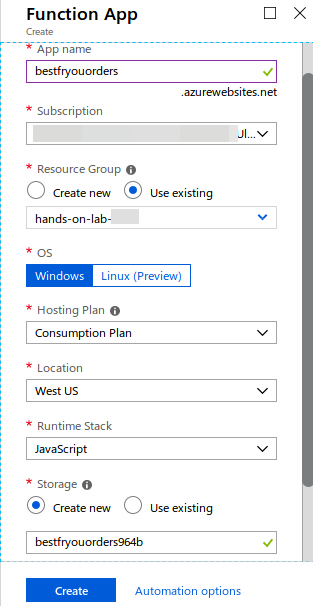 Function App
Create
* App name
bestfryouorders
.azurewebsites.net
* Subscription
Ul...
* Resource Group
Create new
Use existing
hands-on-lab-
* OS
Windows
Linux (Preview)
* Hosting Plan
Consumption Plan
* Location
West US
* Runtime Stack
JavaScript
* Storage
Create new
Use existing
bestfryouorders964b
Create
Automation options